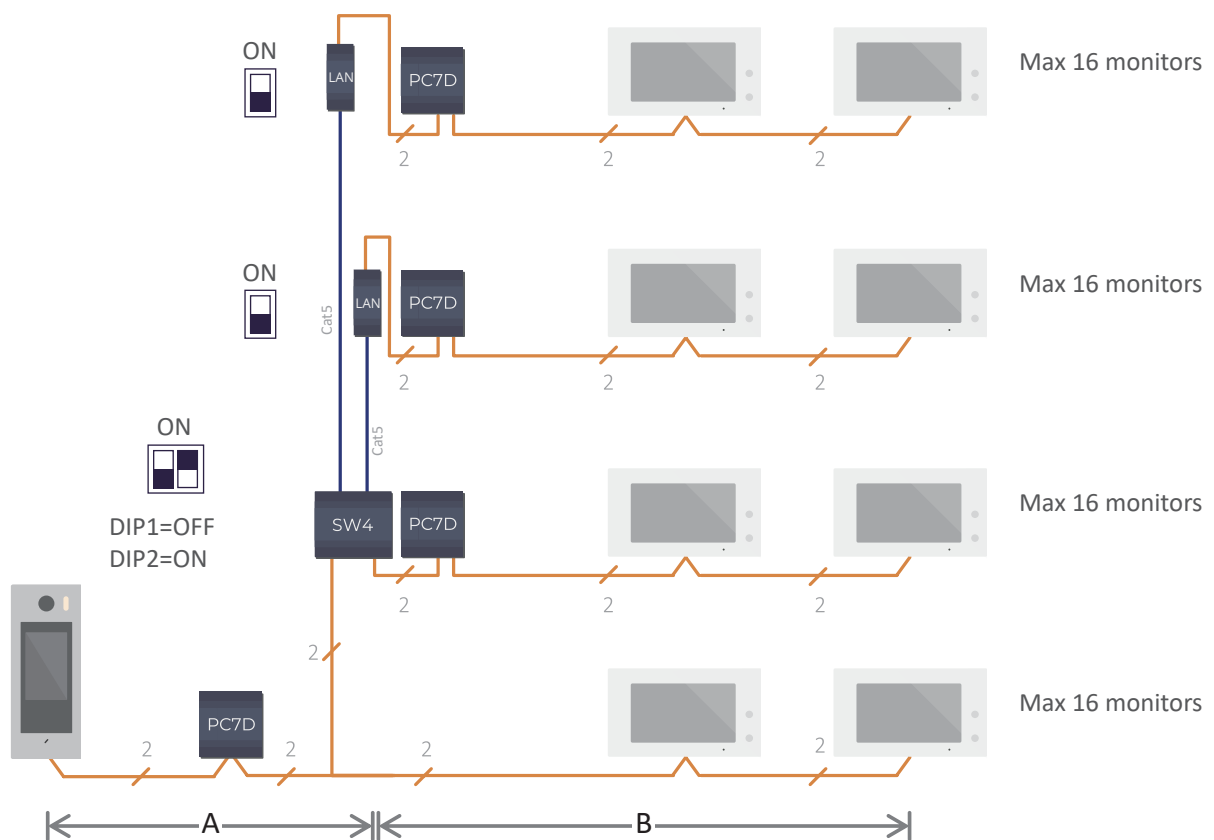 ON
LAN
PC7D
Max 16 monitors
2
2
2
ON
LAN
PC7D
Max 16 monitors
Cat5
2
2
2
ON
Cat5
DIP1=OFF
DIP2=ON
SW4
PC7D
Max 16 monitors
2
2
2
2
PC7D
Max 16 monitors
2
2
2
2
A
B